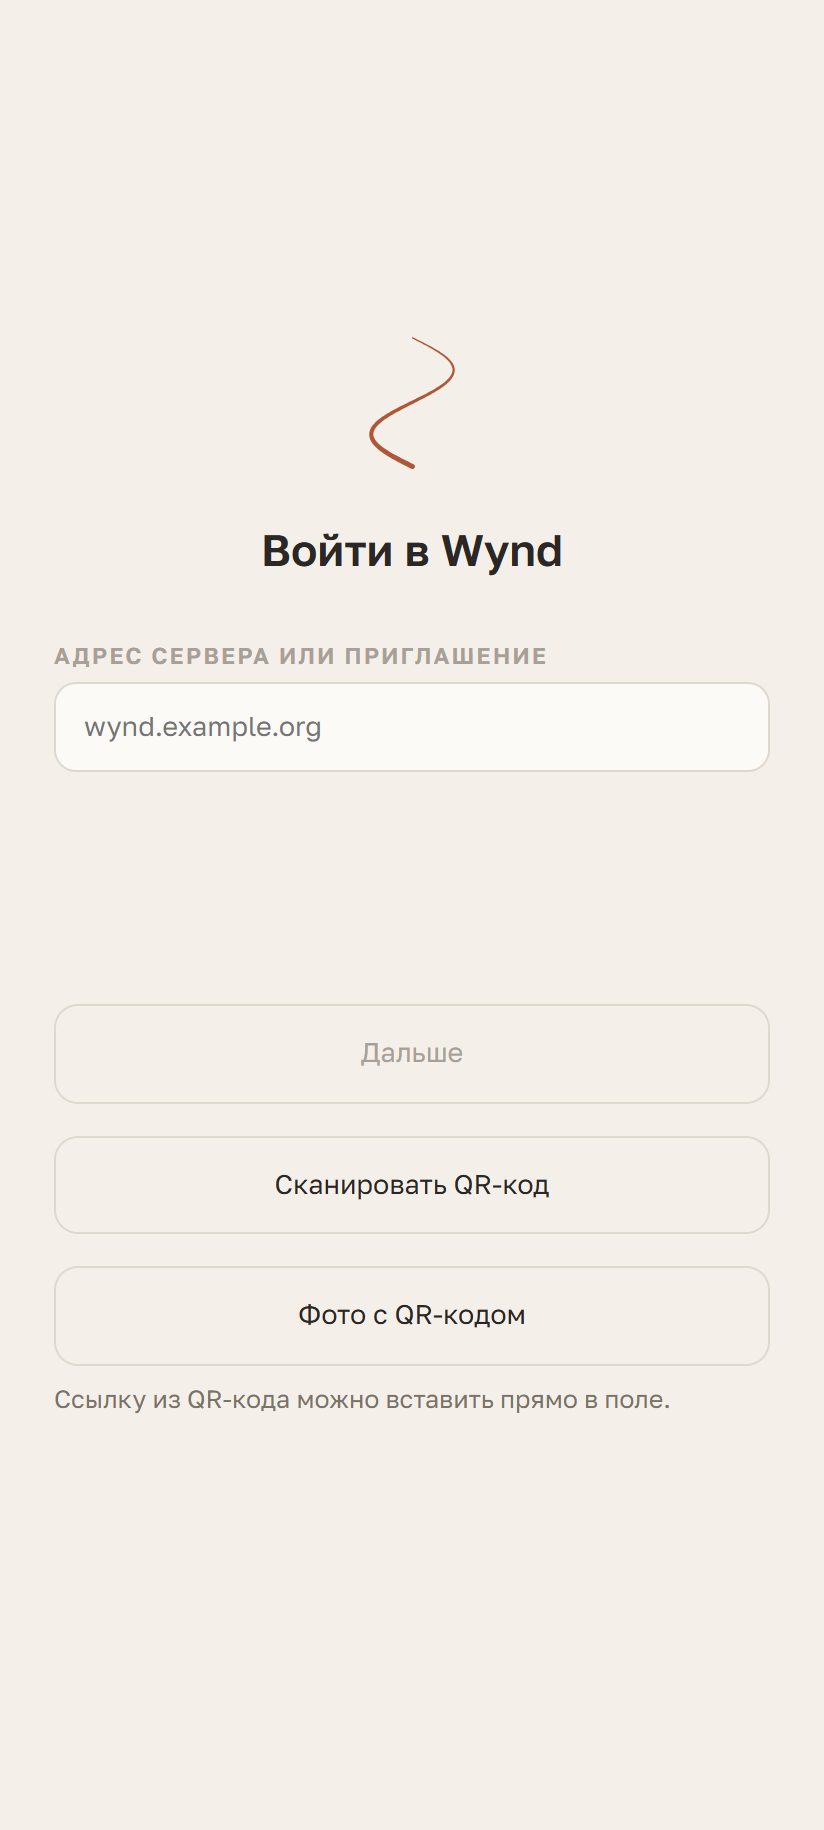 Войти в Wynd
АДРЕС СЕРВЕРА ИЛИ ПРИГЛАШЕНИЕ
wynd.example.org
Дальше
Сканировать QR-код
Фото с QR-кодом
Ссылку из QR-кода можно вставить прямо в поле.